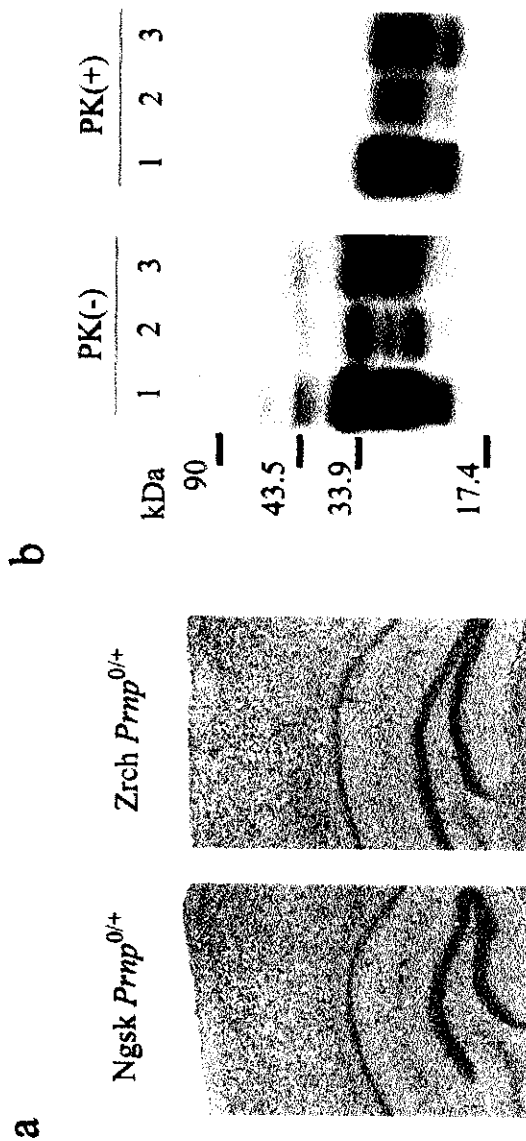 a
Ngsk Prnp0/+
Zrch Prnp0/+
b
PK(-)
PK(+)
kDa
1
2
3
1
2
3
90
43.5
33.9
17.4